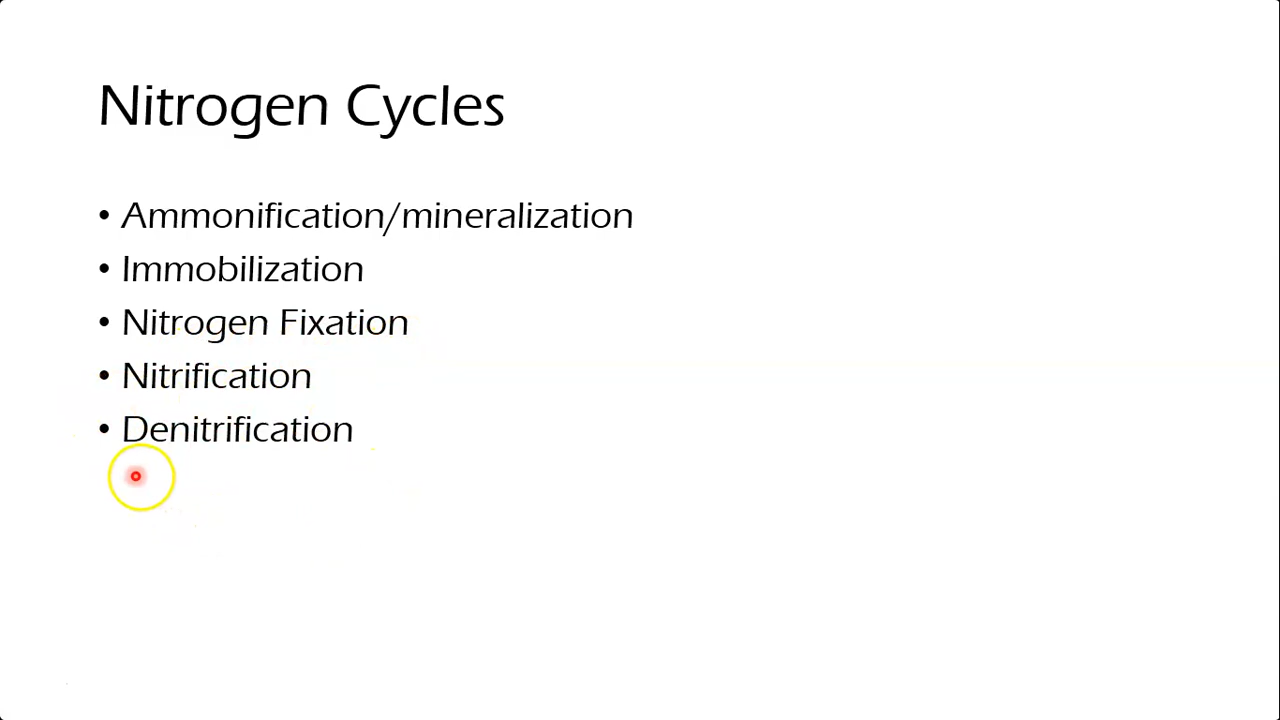 Nitrogen Cycles
• Ammonification/mineralization
• Immobilization
• Nitrogen Fixation
• Nitrification
• Denitrification